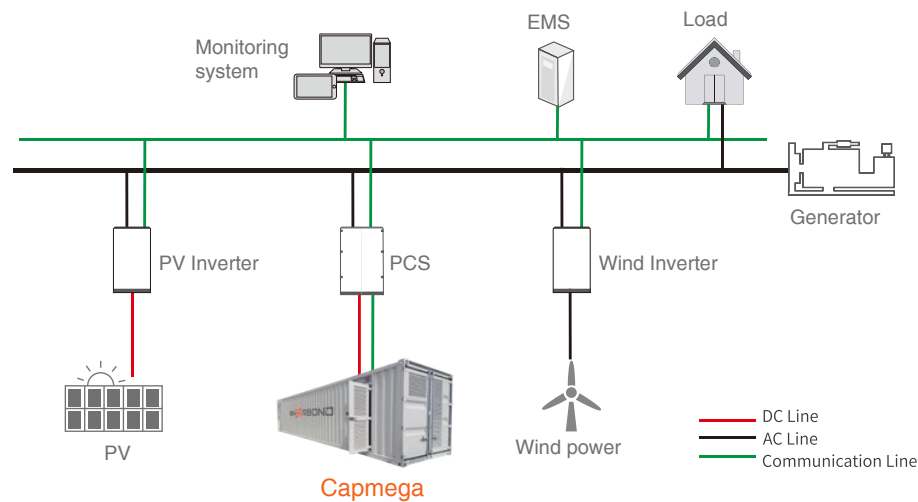 Monitoring
system
EMS
Load
Generator
PV Inverter
PCS
Wind Inverter
PV
Capmega
Wind power
DC Line
AC Line
Communication Line